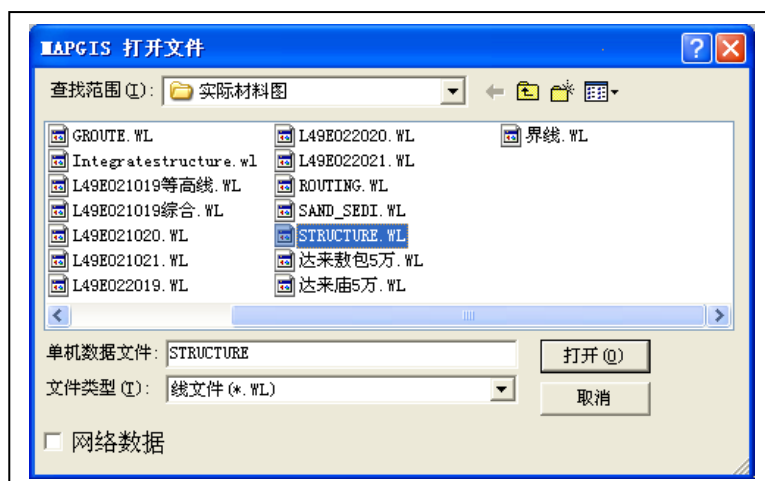 MAPGIS 打开文件
查找范围(I): 实际材料图
GROUTE.WL
Integratestructure.wl
L49E021019等高线.WL
L49E021019综合.WL
L49E021020.WL
L49E021021.WL
L49E022019.WL
L49E022020.WL
L49E022021.WL
ROUTING.WL
SAND_SEDI.WL
STRUCTURE.WL
达来敖包5万.WL
达来庙5万.WL
界线.WL
单机数据文件: STRUCTURE
打开(O)
文件类型(T): 线文件(*.WL)
取消
网络数据